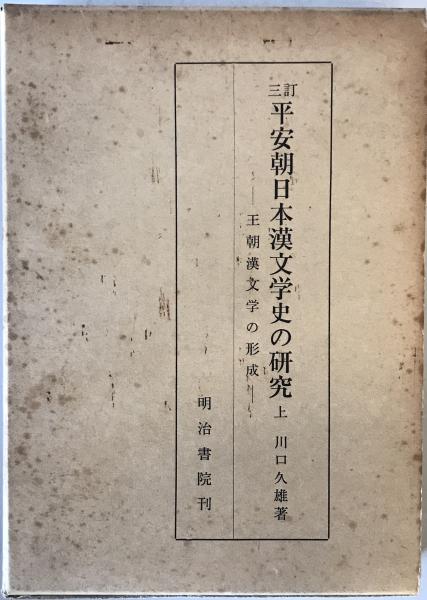 三訂 平安朝日本漢文学史の研究 上 川口久雄著
──王朝漢文学の形成──
明治書院刊